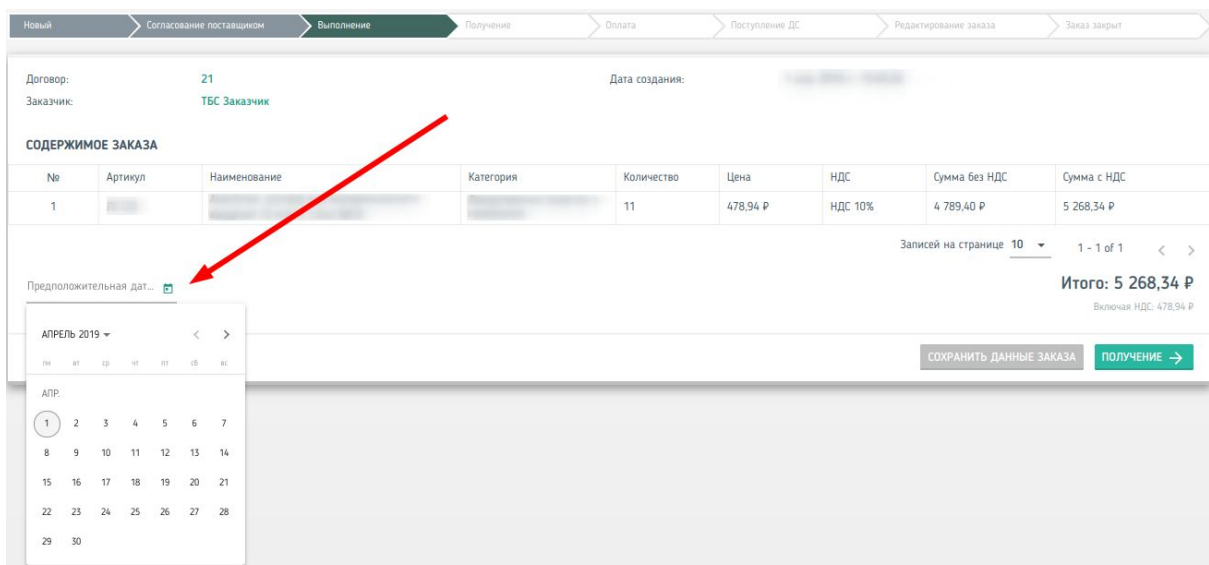 Новый Согласование поставщиком Выполнение Получение Оплата Поступление ДС Редактирование заказа Заказ закрыт
Договор: 21 Дата создания:
Заказчик: ТБС Заказчик
СОДЕРЖИМОЕ ЗАКАЗА
№ Артикул Наименование Категория Количество Цена НДС Сумма без НДС Сумма с НДС
1 11 478,94 ₽ НДС 10% 4 789,40 ₽ 5 268,34 ₽
Записей на странице 10 1 - 1 of 1
Предположительная дат... Итого: 5 268,34 ₽
Включая НДС: 478,94 ₽
АПРЕЛЬ 2019
пн вт ср чт пт сб вс
СОХРАНИТЬ ДАННЫЕ ЗАКАЗА ПОЛУЧЕНИЕ
АПР.
1 2 3 4 5 6 7
8 9 10 11 12 13 14
15 16 17 18 19 20 21
22 23 24 25 26 27 28
29 30